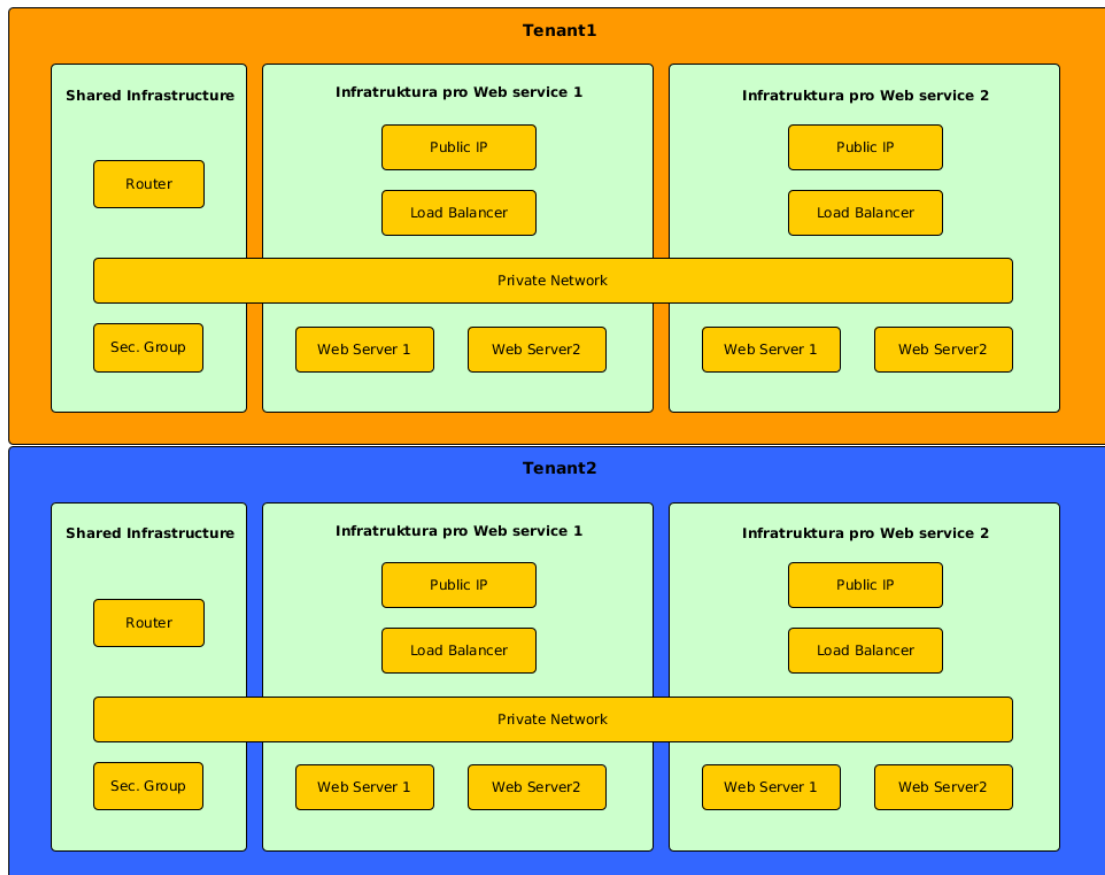 Tenant1
Shared Infrastructure
Infratruktura pro Web service 1
Infratruktura pro Web service 2
Public IP
Public IP
Router
Load Balancer
Load Balancer
Private Network
Sec. Group
Web Server 1
Web Server2
Web Server 1
Web Server2
Tenant2
Shared Infrastructure
Infratruktura pro Web service 1
Infratruktura pro Web service 2
Public IP
Public IP
Router
Load Balancer
Load Balancer
Private Network
Sec. Group
Web Server 1
Web Server2
Web Server 1
Web Server2